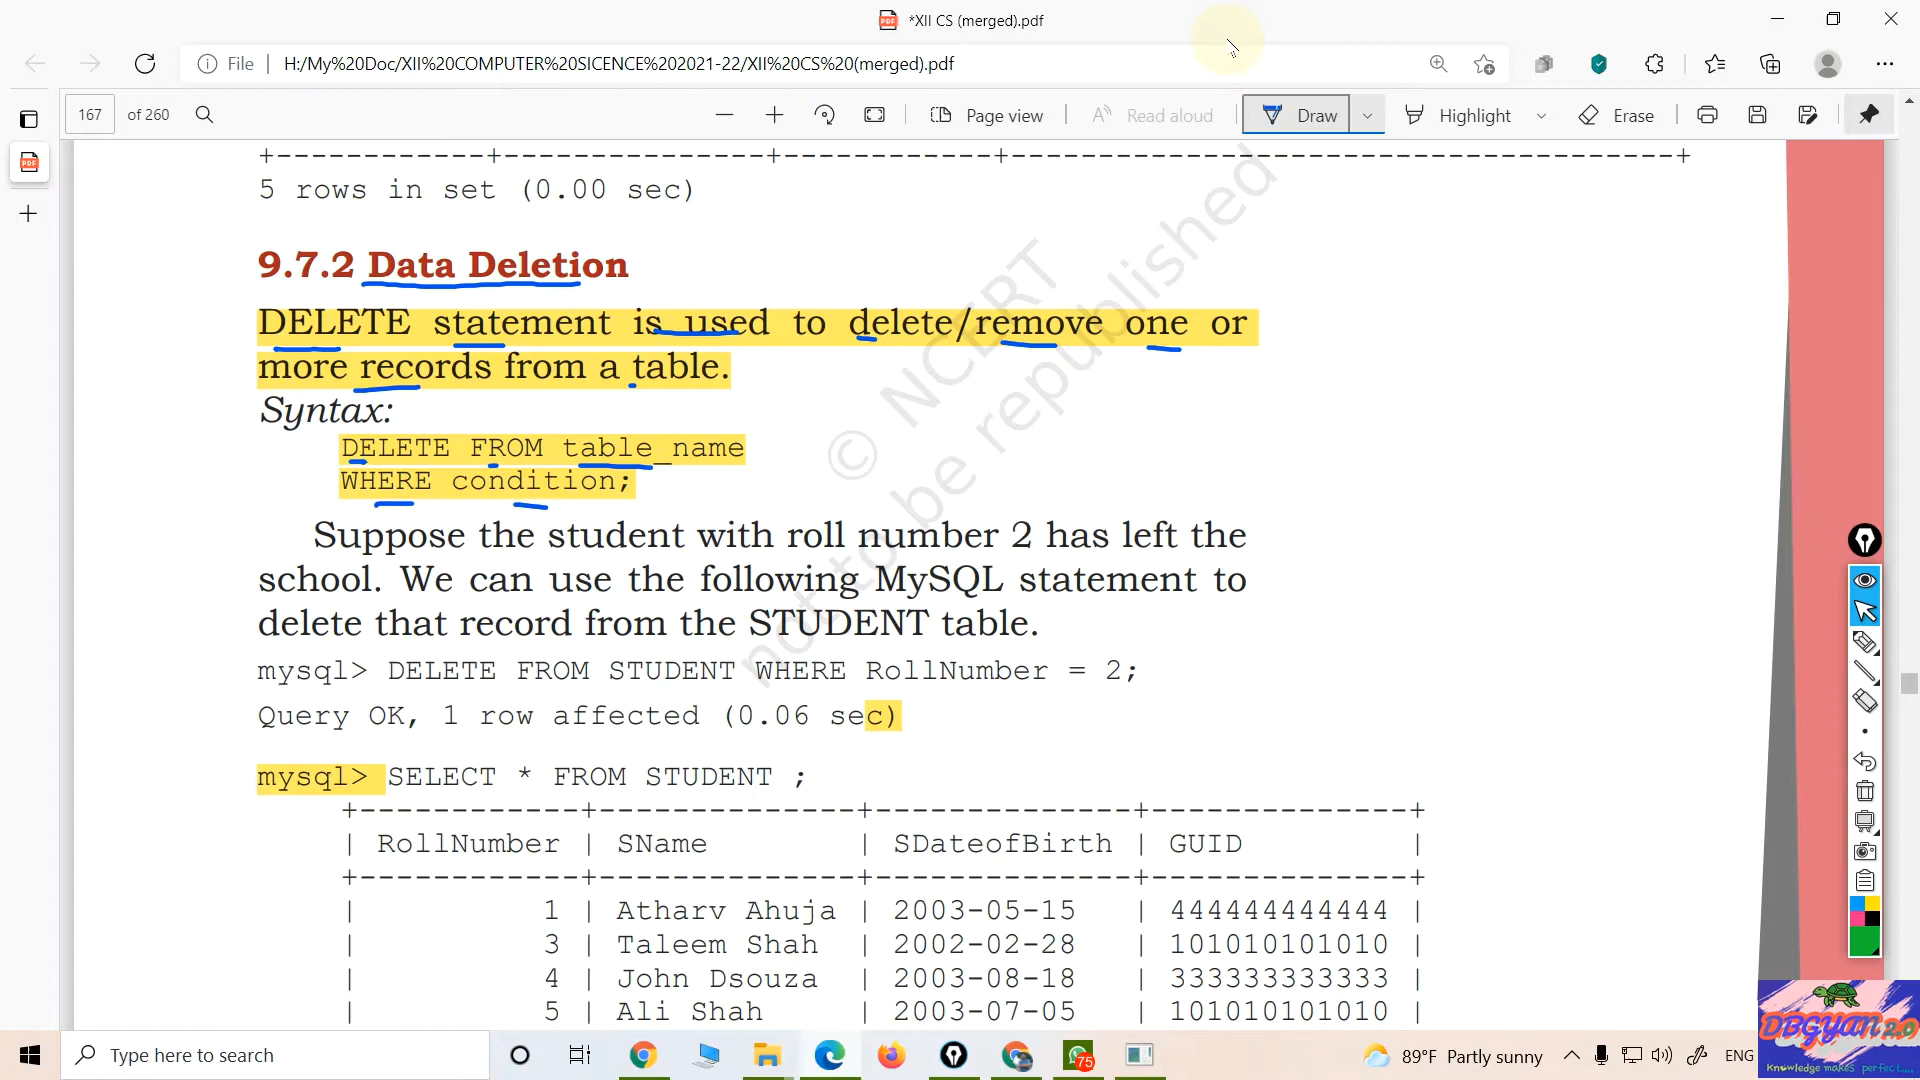 *XII CS (merged).pdf
File | H:/My%20Doc/XII%20COMPUTER%20SICENCE%202021-22/XII%20CS%20(merged).pdf
167 of 260 Page view Read aloud Draw Highlight Erase
+------------+---------------+------------+------------------------------------+
5 rows in set (0.00 sec)
9.7.2 Data Deletion
DELETE statement is used to delete/remove one or
more records from a table.
Syntax:
DELETE FROM table_name
WHERE condition;
Suppose the student with roll number 2 has left the
school. We can use the following MySQL statement to
delete that record from the STUDENT table.
mysql> DELETE FROM STUDENT WHERE RollNumber = 2;
Query OK, 1 row affected (0.06 sec)
mysql> SELECT * FROM STUDENT ;
+------------+--------------+--------------+--------------+
| RollNumber | SName | SDateofBirth | GUID |
+------------+--------------+--------------+--------------+
| 1 | Atharv Ahuja | 2003-05-15 | 444444444444 |
| 3 | Taleem Shah | 2002-02-28 | 101010101010 |
| 4 | John Dsouza | 2003-08-18 | 333333333333 |
| 5 | Ali Shah | 2003-07-05 | 101010101010 |
© NCERT
not to be republished
DBGyan 2.0
Knowledge makes perfect....
Type here to search
75
89°F Partly sunny
ENG